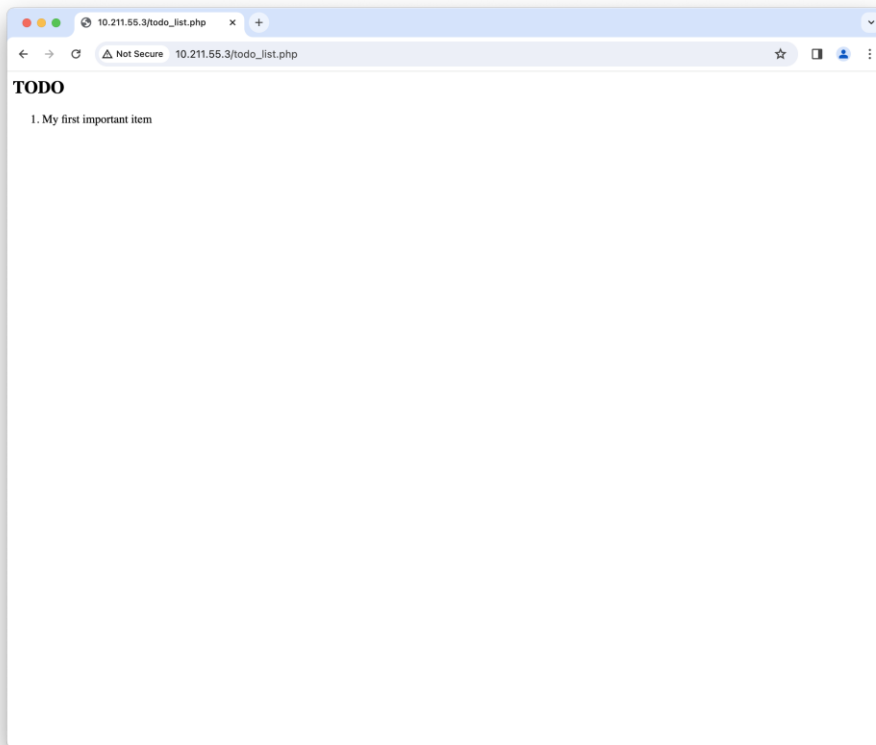 10.211.55.3/todo_list.php
Not Secure 10.211.55.3/todo_list.php
TODO
1. My first important item